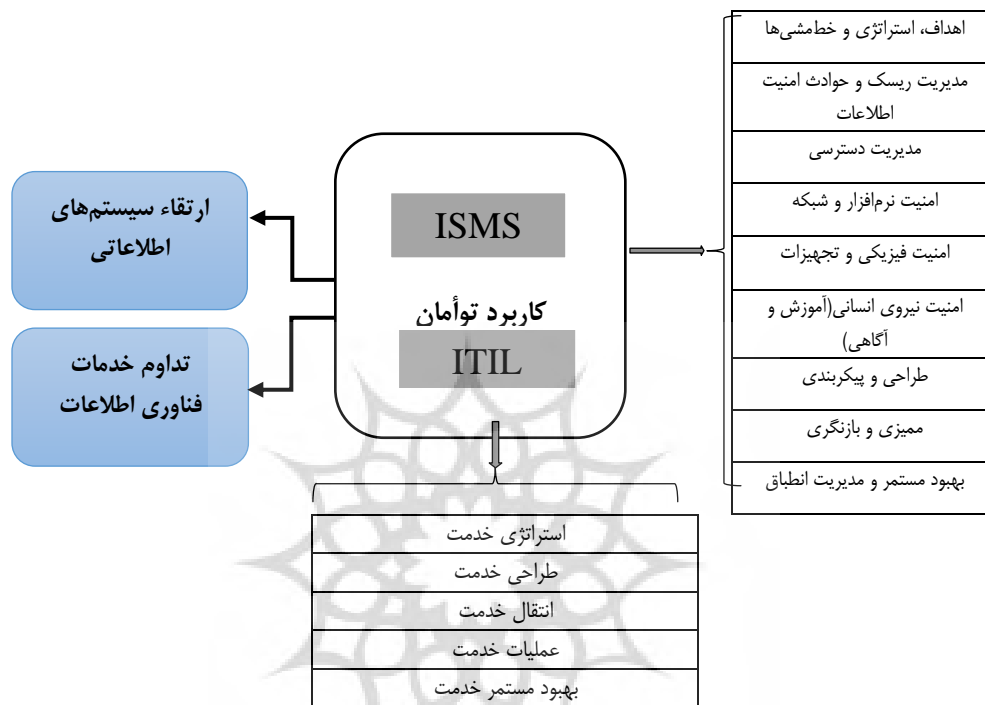 اهداف، استراتژی و خط‌مشی‌ها
مدیریت ریسک و حوادث امنیت
اطلاعات
مدیریت دسترسی
امنیت نرم‌افزار و شبکه
امنیت فیزیکی و تجهیزات
امنیت نیروی انسانی(آموزش و
آگاهی)
طراحی و پیکربندی
ممیزی و بازنگری
بهبود مستمر و مدیریت انطباق
ISMS
کاربرد توأمان
ITIL
ارتقاء سیستم‌های
اطلاعاتی
تداوم خدمات
فناوری اطلاعات
استراتژی خدمت
طراحی خدمت
انتقال خدمت
عملیات خدمت
بهبود مستمر خدمت